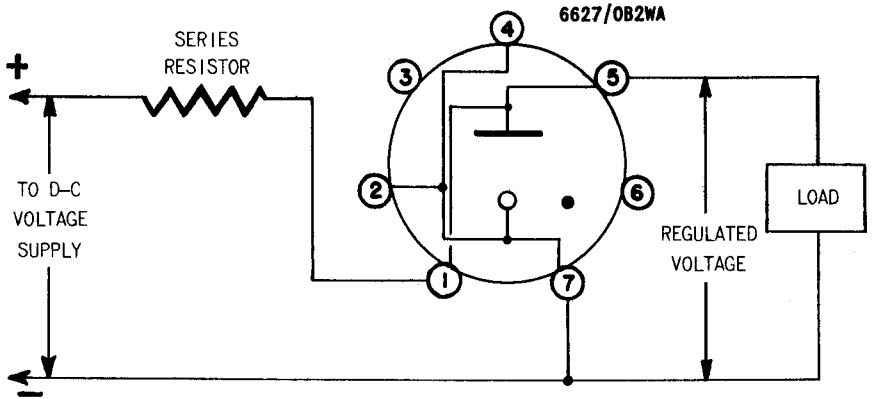 6627/OB2WA
SERIES
RESISTOR
+
4
3
5
TO D-C
VOLTAGE
SUPPLY
2
6
LOAD
REGULATED
VOLTAGE
1
7
−